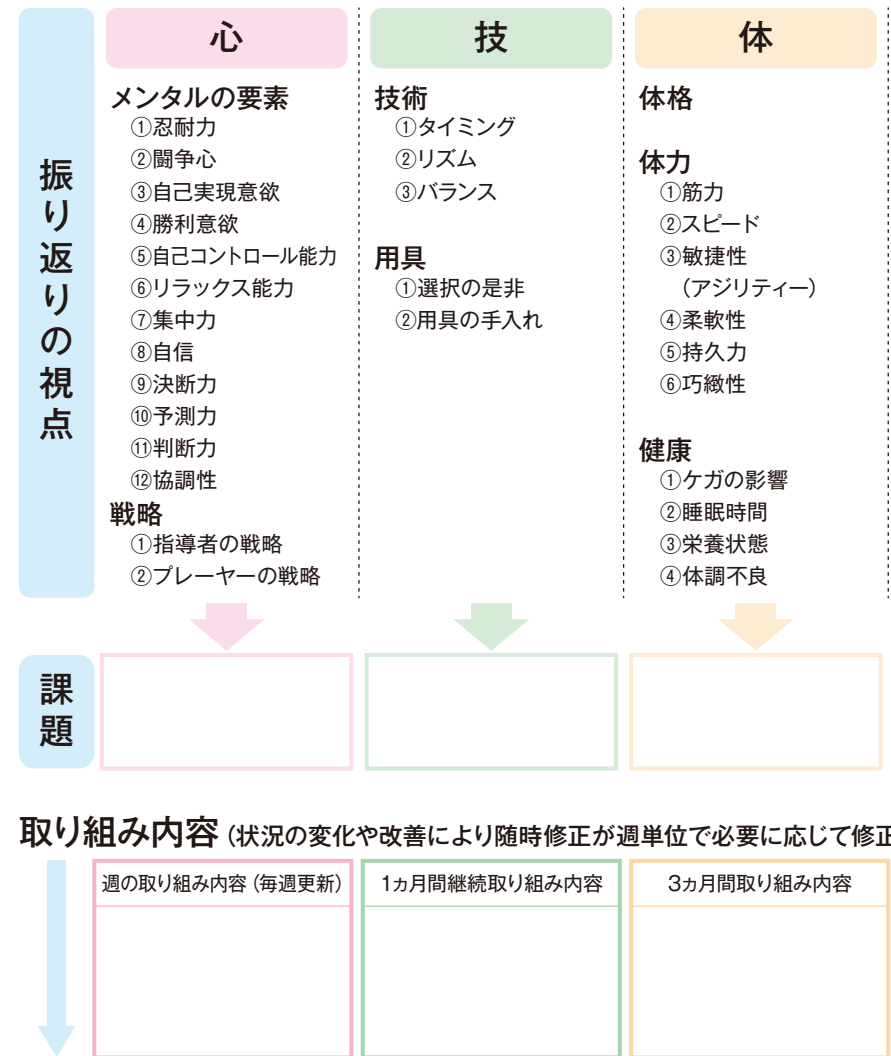 振り返りの視点
心
メンタルの要素
①忍耐力
②闘争心
③自己実現意欲
④勝利意欲
⑤自己コントロール能力
⑥リラックス能力
⑦集中力
⑧自信
⑨決断力
⑩予測力
⑪判断力
⑫協調性
戦略
①指導者の戦略
②プレーヤーの戦略
技
技術
①タイミング
②リズム
③バランス
用具
①選択の是非
②用具の手入れ
体
体格
体力
①筋力
②スピード
③敏捷性
（アジリティー）
④柔軟性
⑤持久力
⑥巧緻性
健康
①ケガの影響
②睡眠時間
③栄養状態
④体調不良
課題
取り組み内容（状況の変化や改善により随時修正が週単位で必要に応じて修正
週の取り組み内容（毎週更新）
1ヵ月間継続取り組み内容
3ヵ月間取り組み内容